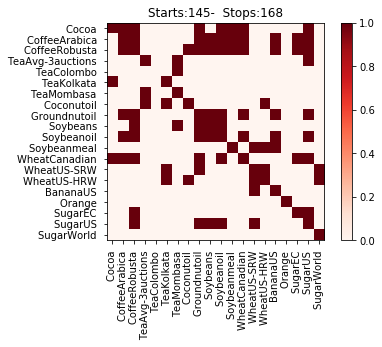 Starts:145- Stops:168
Cocoa
CoffeeArabica
CoffeeRobusta
TeaAvg-3auctions
TeaColombo
TeaKolkata
TeaMombasa
Coconutoil
Groundnutoil
Soybeans
Soybeanoil
Soybeanmeal
WheatCanadian
WheatUS-SRW
WheatUS-HRW
BananaUS
Orange
SugarEC
SugarUS
SugarWorld
Cocoa
CoffeeArabica
CoffeeRobusta
TeaAvg-3auctions
TeaColombo
TeaKolkata
TeaMombasa
Coconutoil
Groundnutoil
Soybeans
Soybeanoil
Soybeanmeal
WheatCanadian
WheatUS-SRW
WheatUS-HRW
BananaUS
Orange
SugarEC
SugarUS
SugarWorld
1.0
0.8
0.6
0.4
0.2
0.0